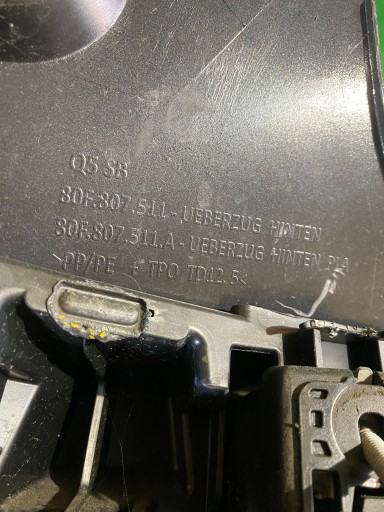 Q5 SB
80F.807.511 - UEBERZUG HINTEN
80F.807.511.A - UEBERZUG HINTEN PLA
>PP/PE + TPO TD12.5<